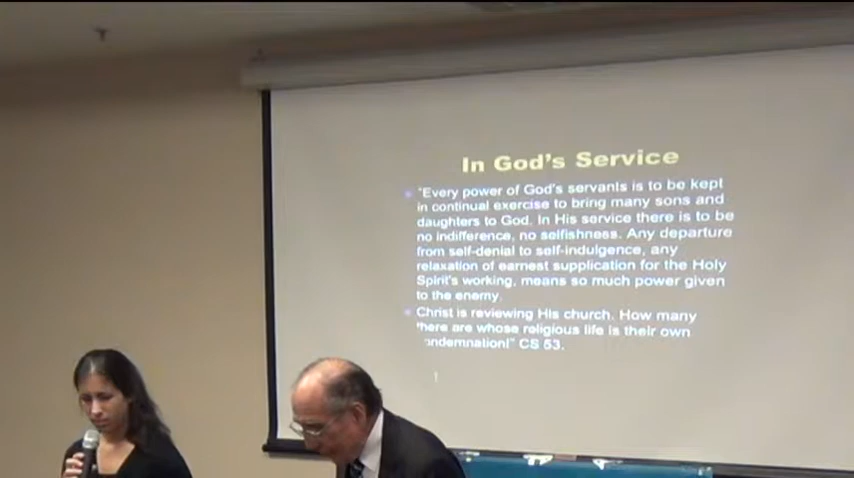 In God's Service
"Every power of God's servants is to be kept
in continual exercise to bring many sons and
daughters to God. In His service there is to be
no indifference, no selfishness. Any departure
from self-denial to self-indulgence, any
relaxation of earnest supplication for the Holy
Spirit's working, means so much power given
to the enemy.
Christ is reviewing His church. How many
there are whose religious life is their own
condemnation!" CS 53.